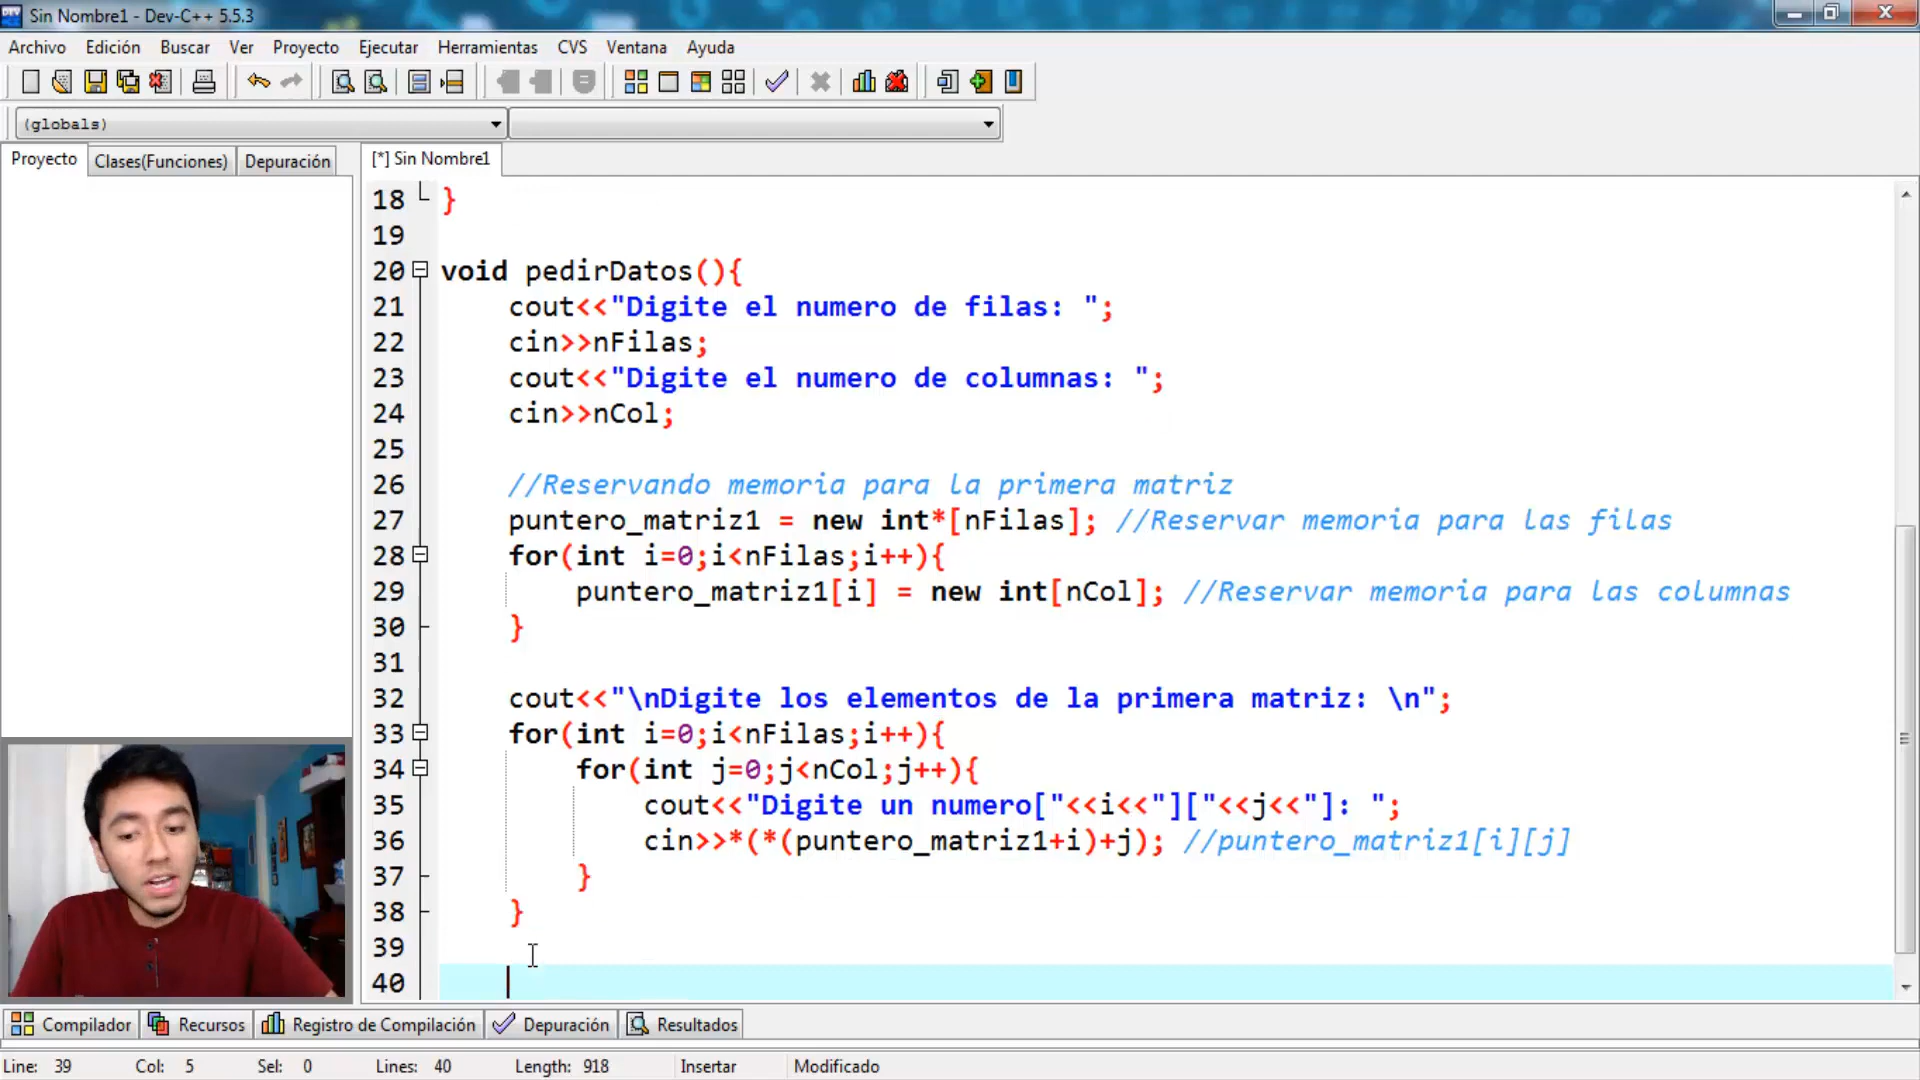 Sin Nombre1 - Dev-C++ 5.5.3
Archivo Edición Buscar Ver Proyecto Ejecutar Herramientas CVS Ventana Ayuda
(globals)
Proyecto Clases(Funciones) Depuración
[*] Sin Nombre1
18 }
19
20 void pedirDatos(){
21 cout<<"Digite el numero de filas: ";
22 cin>>nFilas;
23 cout<<"Digite el numero de columnas: ";
24 cin>>nCol;
25
26 //Reservando memoria para la primera matriz
27 puntero_matriz1 = new int*[nFilas]; //Reservar memoria para las filas
28 for(int i=0;i<nFilas;i++){
29 puntero_matriz1[i] = new int[nCol]; //Reservar memoria para las columnas
30 }
31
32 cout<<"\nDigite los elementos de la primera matriz: \n";
33 for(int i=0;i<nFilas;i++){
34 for(int j=0;j<nCol;j++){
35 cout<<"Digite un numero["<<i<<"]["<<j<<"]: ";
36 cin>>*(*(puntero_matriz1+i)+j); //puntero_matriz1[i][j]
37 }
38 }
39
40
Compilador Recursos Registro de Compilación Depuración Resultados
Line: 39 Col: 5 Sel: 0 Lines: 40 Length: 918 Insertar Modificado